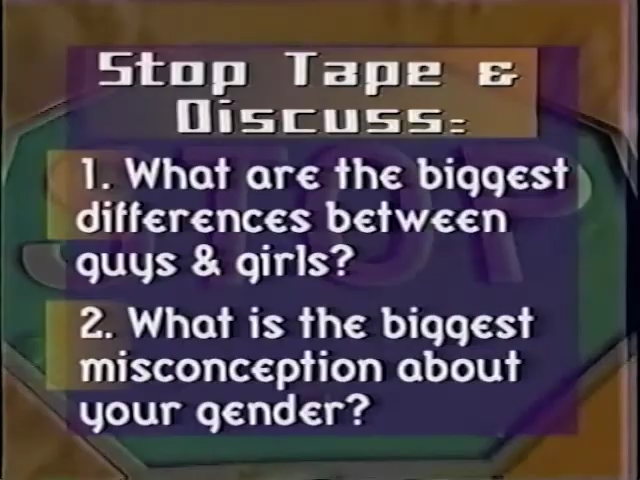 Stop Tape &
Discuss:
1. What are the biggest
differences between
guys & girls?
2. What is the biggest
misconception about
your gender?
STOP